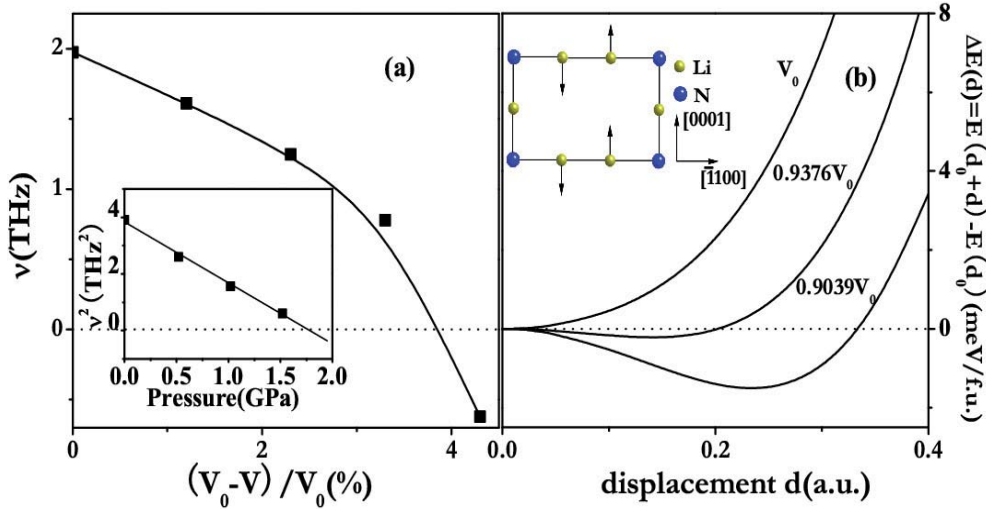 2
1
0
ν(THz)
(a)
4
2
0
ν² (THz²)
0.0 0.5 1.0 1.5 2.0
Pressure(GPa)
0 2 4
(V₀-V) /V₀(%)
Li
N
[0001]
[1̄100]
V₀
(b)
0.9376V₀
0.9039V₀
8
4
0
ΔE(d)=E (d₀+d) -E (d₀) (meV/f.u.)
0.0 0.2 0.3 0.4
displacement d(a.u.)